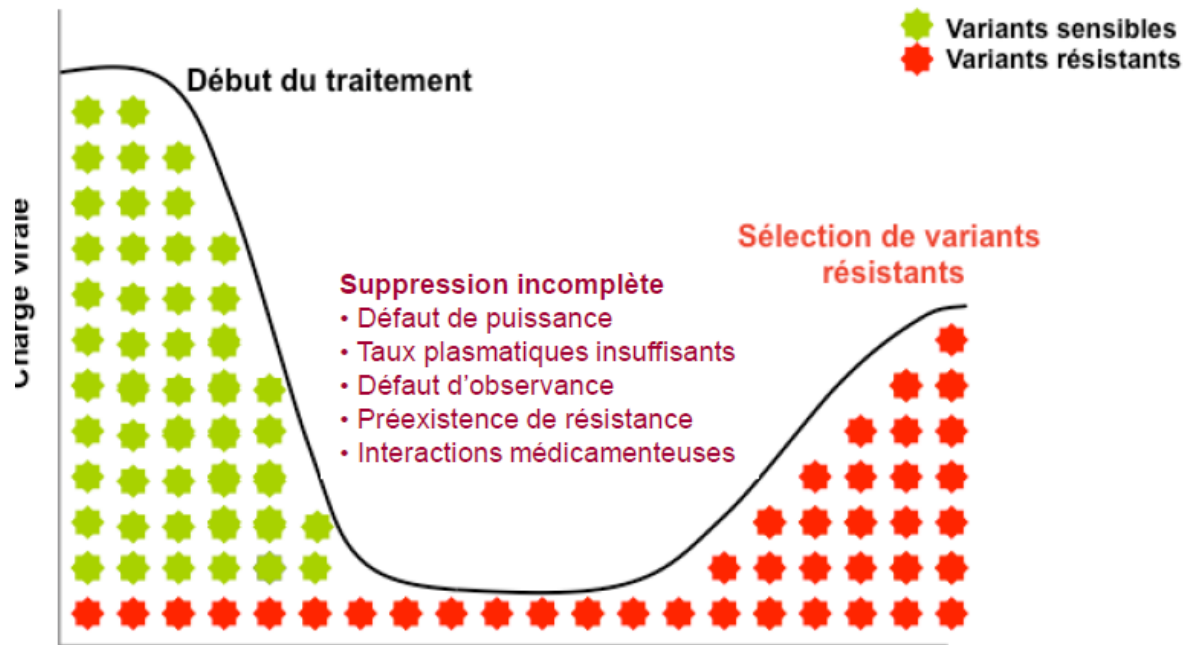 Variants sensibles
Variants résistants
Début du traitement
Charge virale
Sélection de variants
résistants
Suppression incomplète
• Défaut de puissance
• Taux plasmatiques insuffisants
• Défaut d'observance
• Préexistence de résistance
• Interactions médicamenteuses